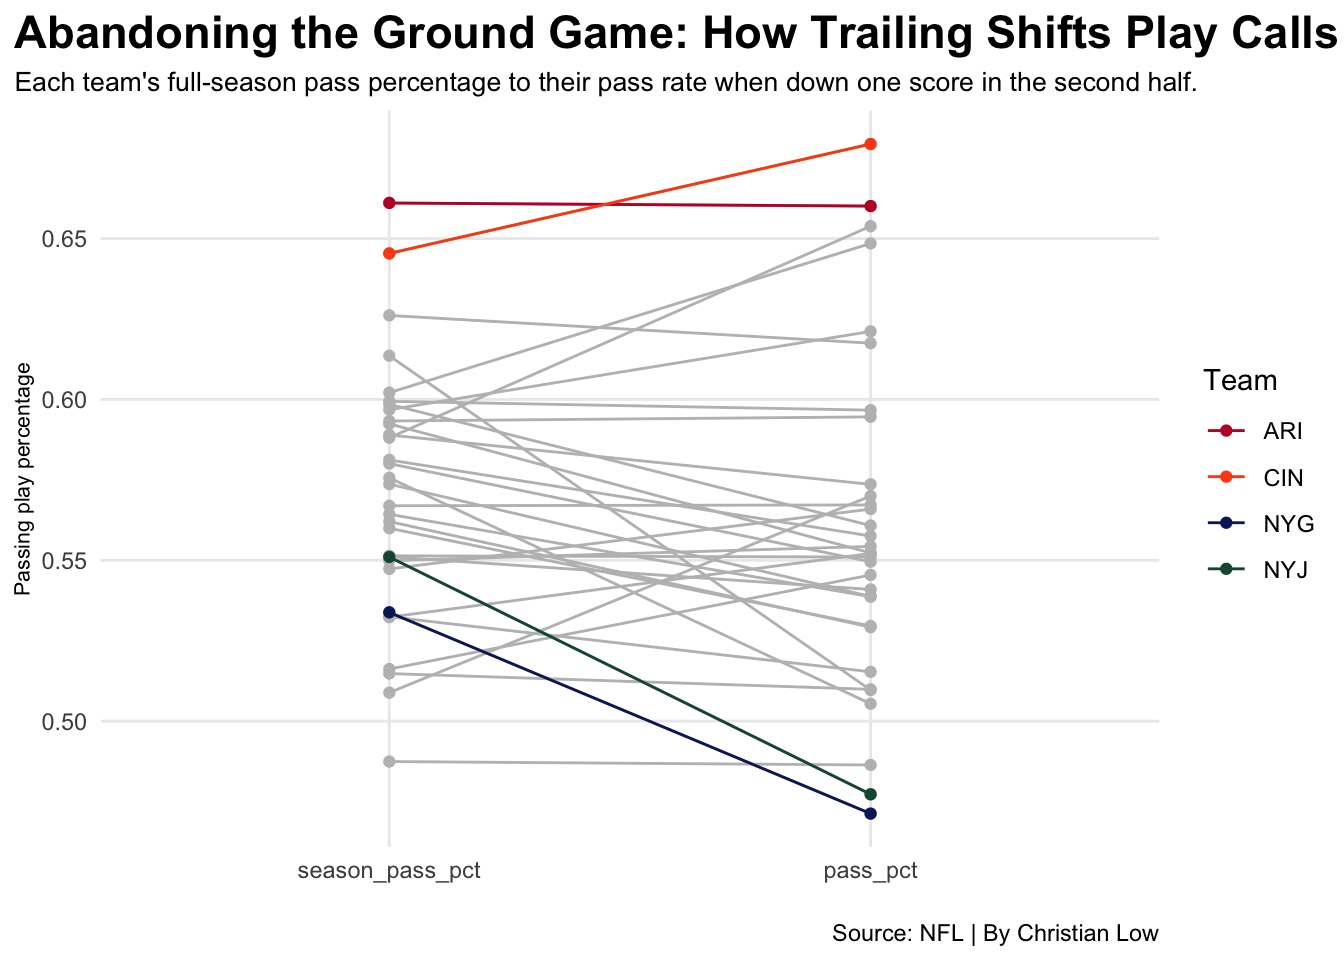 Abandoning the Ground Game: How Trailing Shifts Play Calls
Each team's full-season pass percentage to their pass rate when down one score in the second half.
Passing play percentage
0.65
0.60
0.55
0.50
season_pass_pct
pass_pct
Team
ARI
CIN
NYG
NYJ
Source: NFL | By Christian Low